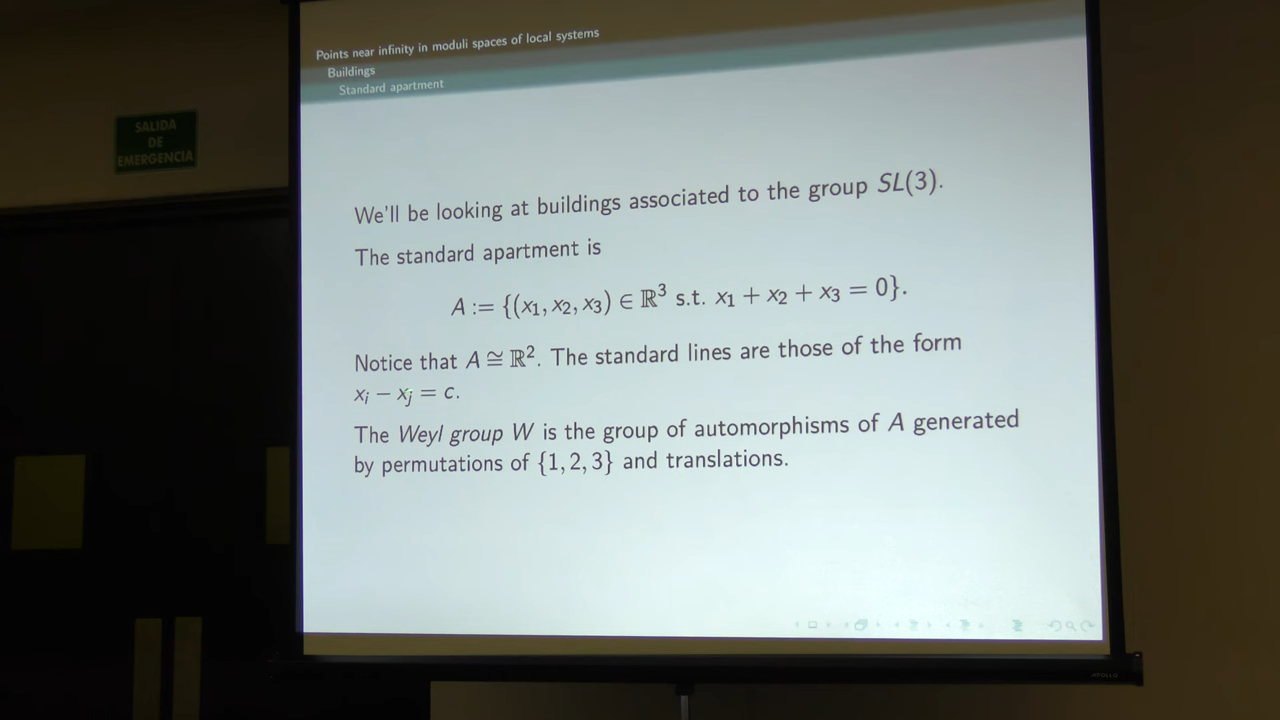 Points near infinity in moduli spaces of local systems
Buildings
Standard apartment
SALIDA
DE
EMERGENCIA
We'll be looking at buildings associated to the group SL(3).
The standard apartment is
A := {(x₁, x₂, x₃) ∈ ℝ³ s.t. x₁ + x₂ + x₃ = 0}.
Notice that A ≅ ℝ². The standard lines are those of the form
xᵢ − xⱼ = c.
The Weyl group W is the group of automorphisms of A generated
by permutations of {1, 2, 3} and translations.
APOLLO